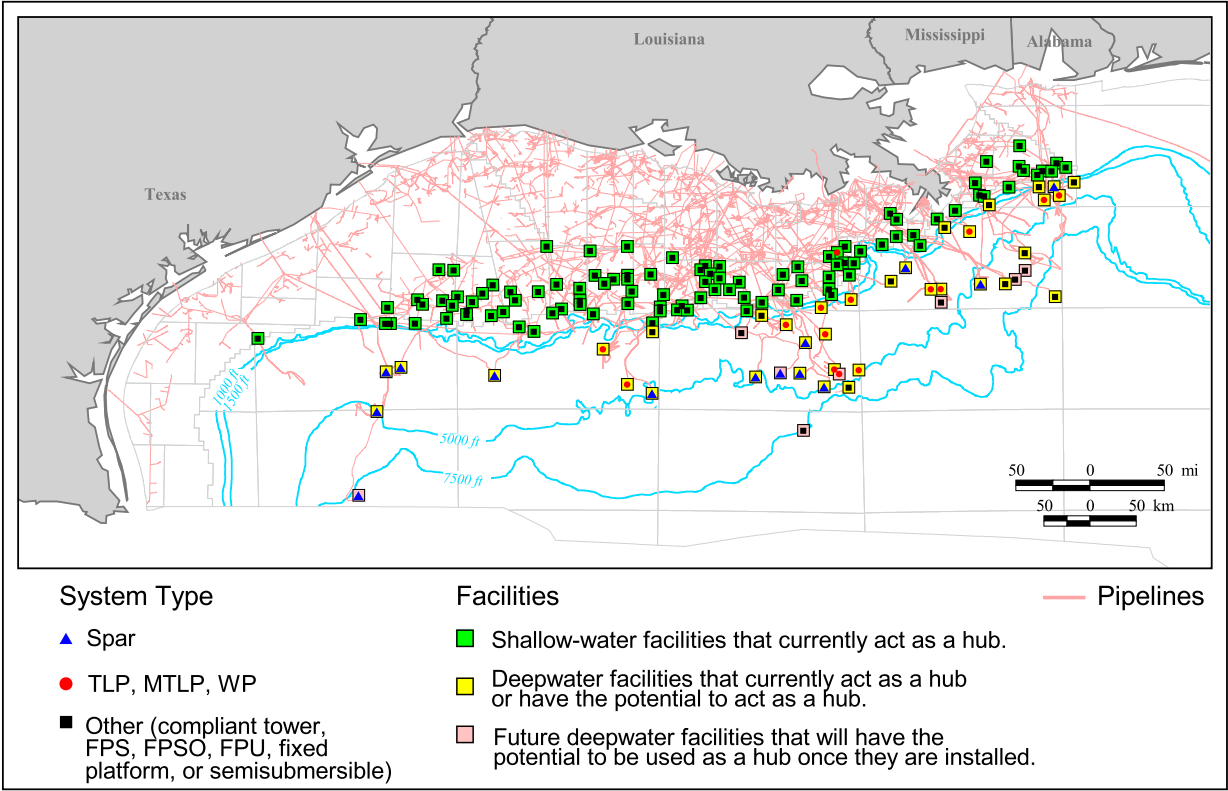 Louisiana
Mississippi
Alabama
Texas
1000 ft
1500 ft
5000 ft
7500 ft
50 0 50 mi
50 0 50 km
System Type
Spar
TLP, MTLP, WP
Other (compliant tower,
FPS, FPSO, FPU, fixed
platform, or semisubmersible)
Facilities
Shallow-water facilities that currently act as a hub.
Deepwater facilities that currently act as a hub
or have the potential to act as a hub.
Future deepwater facilities that will have the
potential to be used as a hub once they are installed.
Pipelines